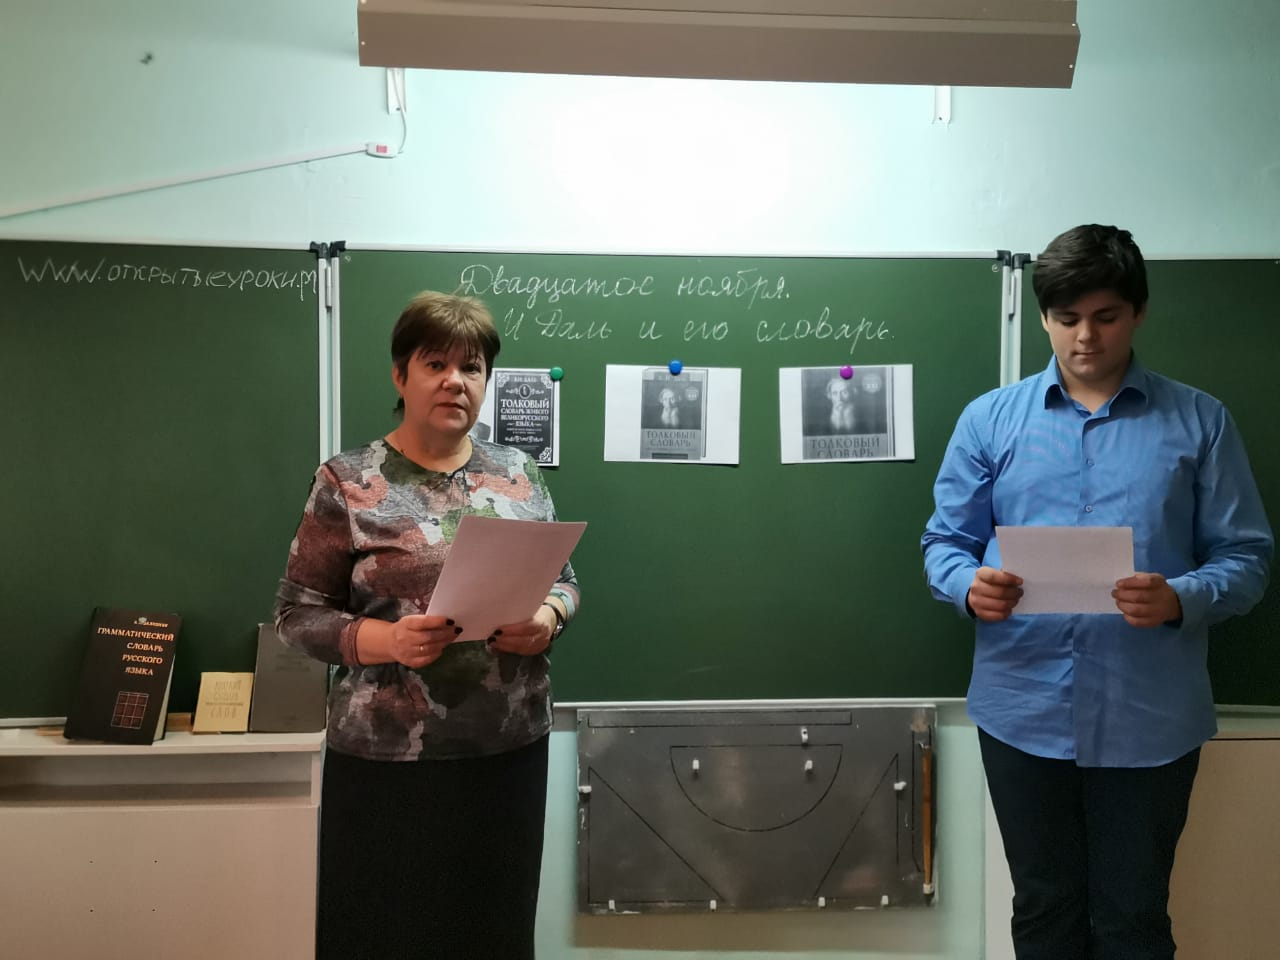 www.открытыеуроки.р
Двадцатое ноября.
И Даль и его словарь.
ТОЛКОВЫЙ
СЛОВАРЬ ЖИВОГО
ВЕЛИКОРУССКОГО
ЯЗЫКА
ТОЛКОВЫЙ
СЛОВАРЬ
ТОЛКОВЫЙ
СЛОВАРЬ
ГРАММАТИЧЕСКИЙ
СЛОВАРЬ
РУССКОГО
ЯЗЫКА
СЛОВ